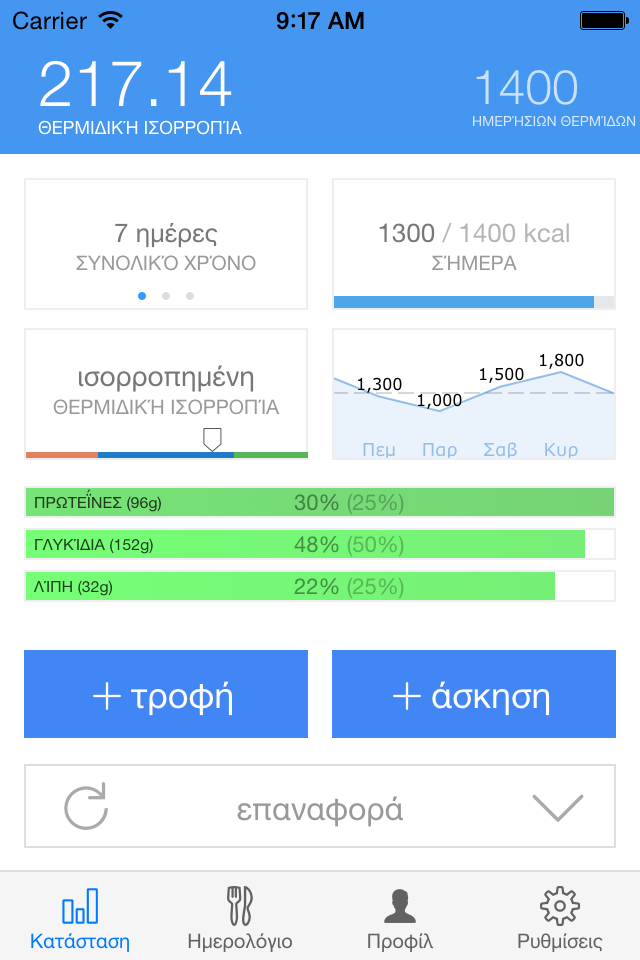 Carrier 9:17 AM
217.14
ΘΕΡΜΙΔΙΚΉ ΙΣΟΡΡΟΠΊΑ
1400
ΗΜΕΡΉΣΙΩΝ ΘΕΡΜΊΔΩΝ
7 ημέρες
ΣΥΝΟΛΙΚΌ ΧΡΌΝΟ
1300 / 1400 kcal
ΣΉΜΕΡΑ
ισορροπημένη
ΘΕΡΜΙΔΙΚΉ ΙΣΟΡΡΟΠΊΑ
1,300 1,000 1,500 1,800
Πεμ Παρ Σαβ Κυρ
ΠΡΩΤΕΪ́ΝΕΣ (96g) 30% (25%)
ΓΛΥΚΊΔΙΑ (152g) 48% (50%)
ΛΊΠΗ (32g) 22% (25%)
+ τροφή
+ άσκηση
επαναφορά
Κατάσταση Ημερολόγιο Προφίλ Ρυθμίσεις